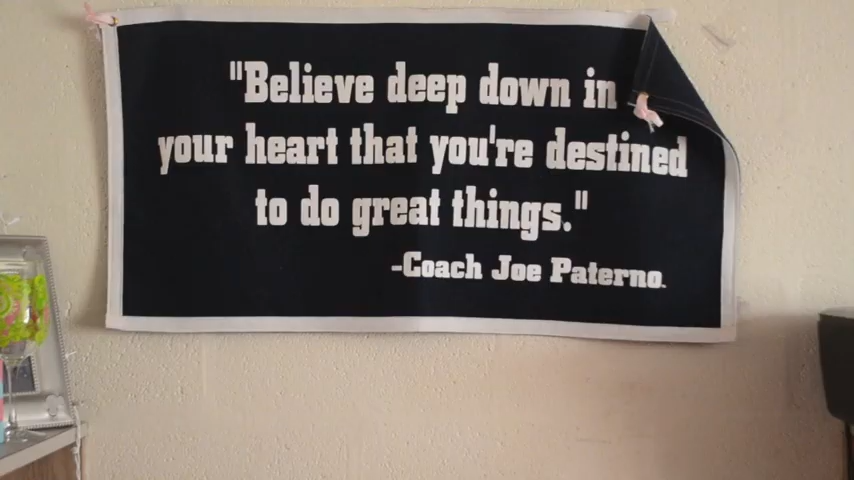 "Believe deep down in
your heart that you're destined
to do great things."
-Coach Joe Paterno